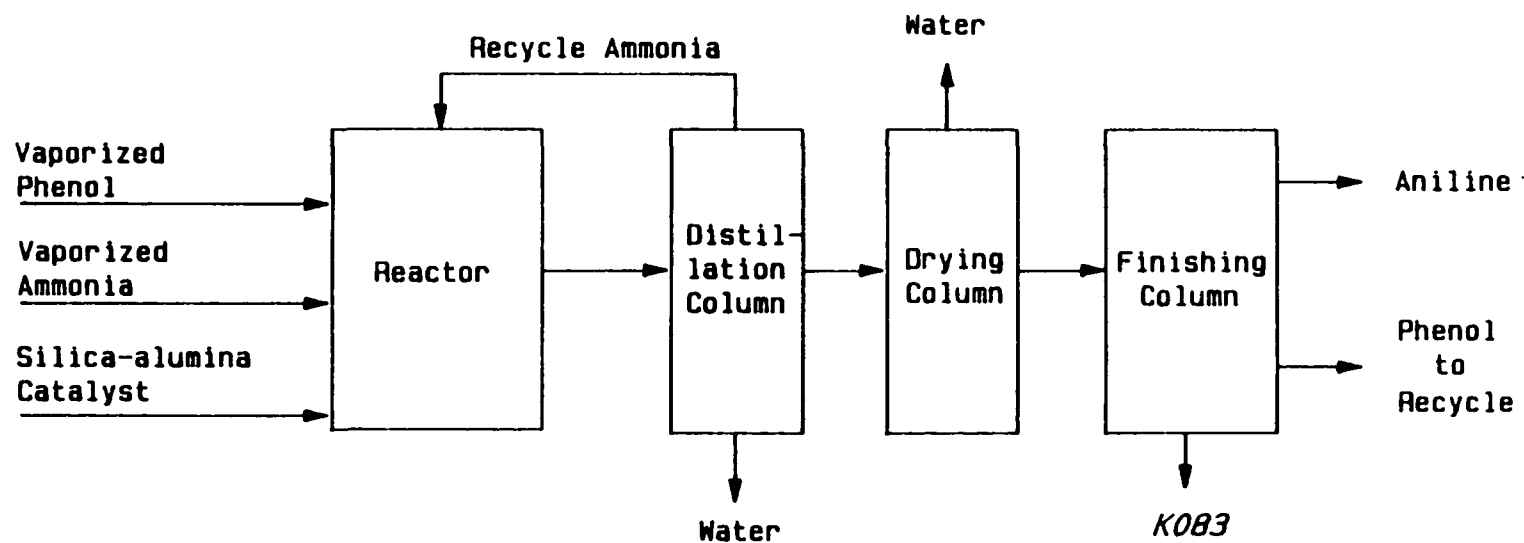 Water
Recycle Ammonia
Vaporized
Phenol
Vaporized
Ammonia
Silica-alumina
Catalyst
Reactor
Distil-
lation
Column
Drying
Column
Finishing
Column
Aniline
Phenol
to
Recycle
Water
K083